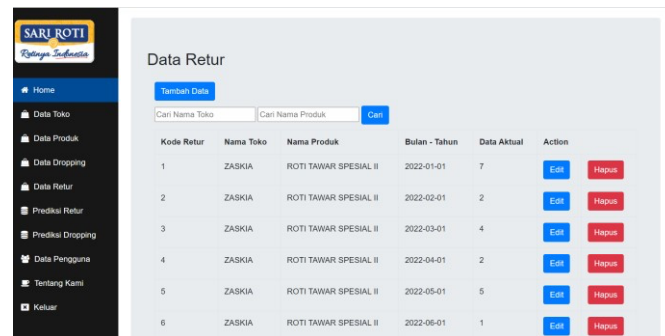 SARI ROTI
Rotinya Indonesia
Home
Data Toko
Data Produk
Data Dropping
Data Retur
Prediksi Retur
Prediksi Dropping
Data Pengguna
Tentang Kami
Keluar
Data Retur
Tambah Data
Cari Nama Toko Cari Nama Produk Cari
Kode Retur Nama Toko Nama Produk Bulan - Tahun Data Aktual Action
1 ZASKIA ROTI TAWAR SPESIAL II 2022-01-01 7 Edit Hapus
2 ZASKIA ROTI TAWAR SPESIAL II 2022-02-01 2 Edit Hapus
3 ZASKIA ROTI TAWAR SPESIAL II 2022-03-01 4 Edit Hapus
4 ZASKIA ROTI TAWAR SPESIAL II 2022-04-01 2 Edit Hapus
5 ZASKIA ROTI TAWAR SPESIAL II 2022-05-01 5 Edit Hapus
6 ZASKIA ROTI TAWAR SPESIAL II 2022-06-01 1 Edit Hapus